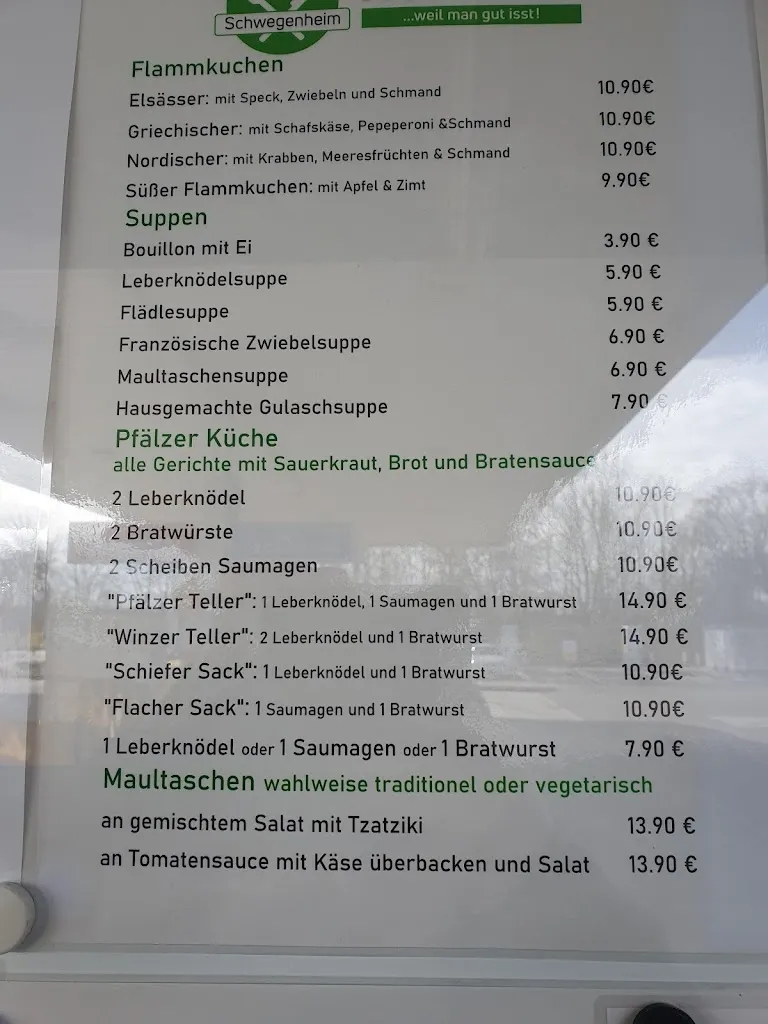 Schwegenheim
...weil man gut isst!
Flammkuchen
Elsässer: mit Speck, Zwiebeln und Schmand 10.90€
Griechischer: mit Schafskäse, Pepeperoni &Schmand 10.90€
Nordischer: mit Krabben, Meeresfrüchten & Schmand 10.90€
Süßer Flammkuchen: mit Apfel & Zimt 9.90€
Suppen
Bouillon mit Ei 3.90 €
Leberknödelsuppe 5.90 €
Flädlesuppe 5.90 €
Französische Zwiebelsuppe 6.90 €
Maultaschensuppe 6.90 €
Hausgemachte Gulaschsuppe 7.90 €
Pfälzer Küche
alle Gerichte mit Sauerkraut, Brot und Bratensauce
2 Leberknödel 10.90€
2 Bratwürste 10.90€
2 Scheiben Saumagen 10.90€
"Pfälzer Teller": 1 Leberknödel, 1 Saumagen und 1 Bratwurst 14.90 €
"Winzer Teller": 2 Leberknödel und 1 Bratwurst 14.90 €
"Schiefer Sack": 1 Leberknödel und 1 Bratwurst 10.90€
"Flacher Sack": 1 Saumagen und 1 Bratwurst 10.90€
1 Leberknödel oder 1 Saumagen oder 1 Bratwurst 7.90 €
Maultaschen wahlweise traditionel oder vegetarisch
an gemischtem Salat mit Tzatziki 13.90 €
an Tomatensauce mit Käse überbacken und Salat 13.90 €